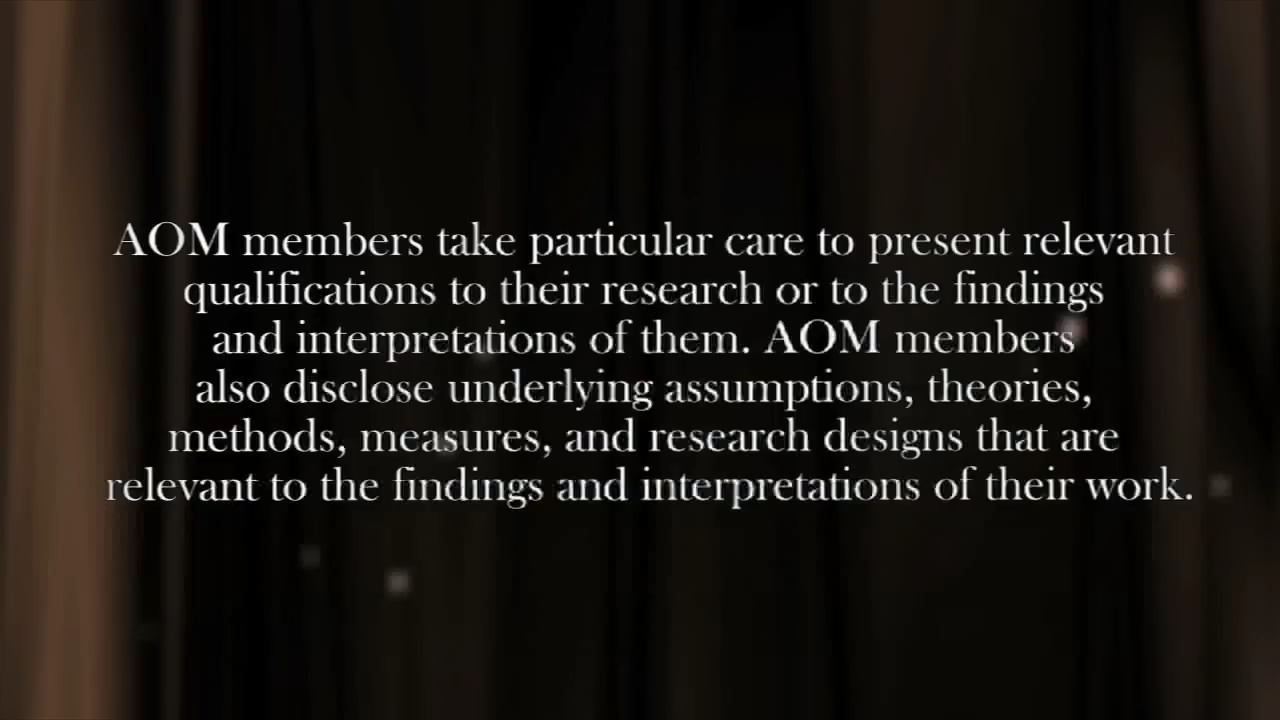 AOM members take particular care to present relevant
qualifications to their research or to the findings
and interpretations of them. AOM members
also disclose underlying assumptions, theories,
methods, measures, and research designs that are
relevant to the findings and interpretations of their work.